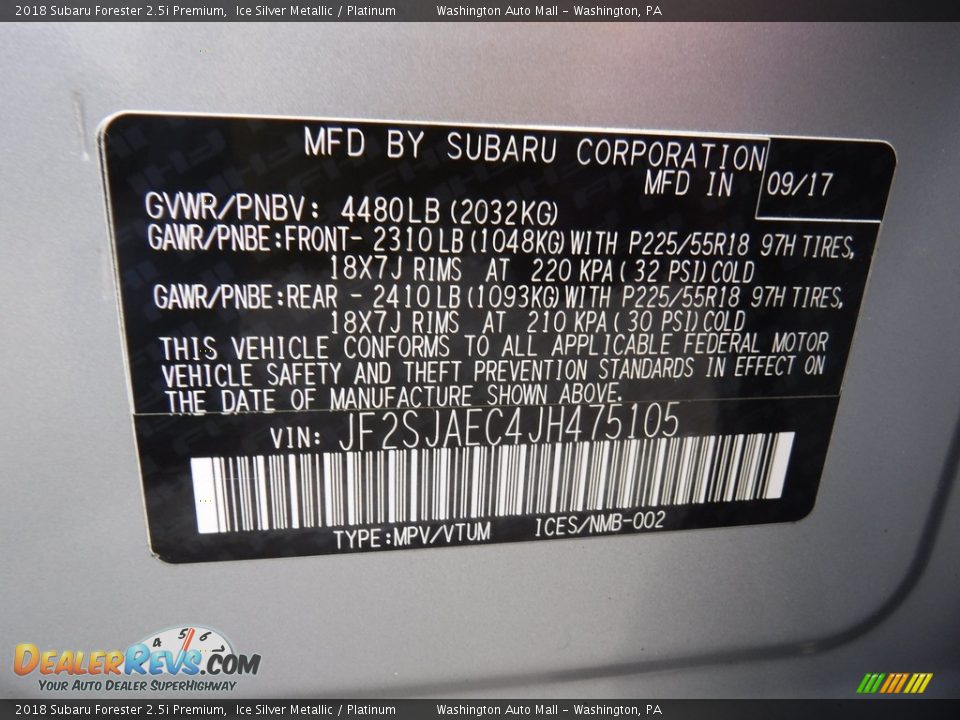 2018 Subaru Forester 2.5i Premium,  Ice Silver Metallic / Platinum          Washington Auto Mall – Washington, PA
MFD BY SUBARU CORPORATION
MFD IN 09/17
GVWR/PNBV: 4480LB(2032KG)
GAWR/PNBE:FRONT- 2310LB(1048KG)WITH P225/55R18 97H TIRES,
18X7J RIMS AT 220 KPA( 32 PSI)COLD
GAWR/PNBE:REAR - 2410LB(1093KG)WITH P225/55R18 97H TIRES,
18X7J RIMS AT 210 KPA( 30 PSI)COLD
THIS VEHICLE CONFORMS TO ALL APPLICABLE FEDERAL MOTOR
VEHICLE SAFETY AND THEFT PREVENTION STANDARDS IN EFFECT ON
THE DATE OF MANUFACTURE SHOWN ABOVE.
VIN: JF2SJAEC4JH475105
TYPE:MPV/VTUM ICES/NMB-002
4 5 6 7
DEALERREVS.COM
YOUR AUTO DEALER SUPERHIGHWAY
2018 Subaru Forester 2.5i Premium,  Ice Silver Metallic / Platinum          Washington Auto Mall – Washington, PA